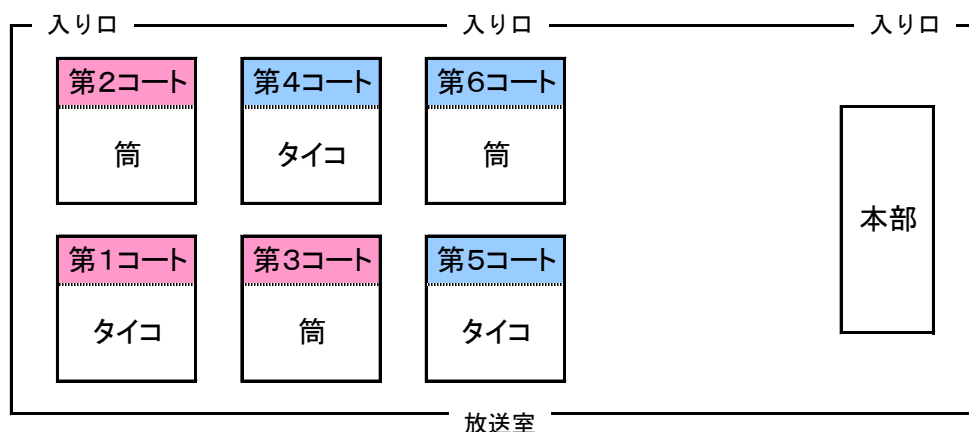 入り口 入り口 入り口
第2コート 第4コート 第6コート
筒 タイコ 筒
本部
第1コート 第3コート 第5コート
タイコ 筒 タイコ
放送室